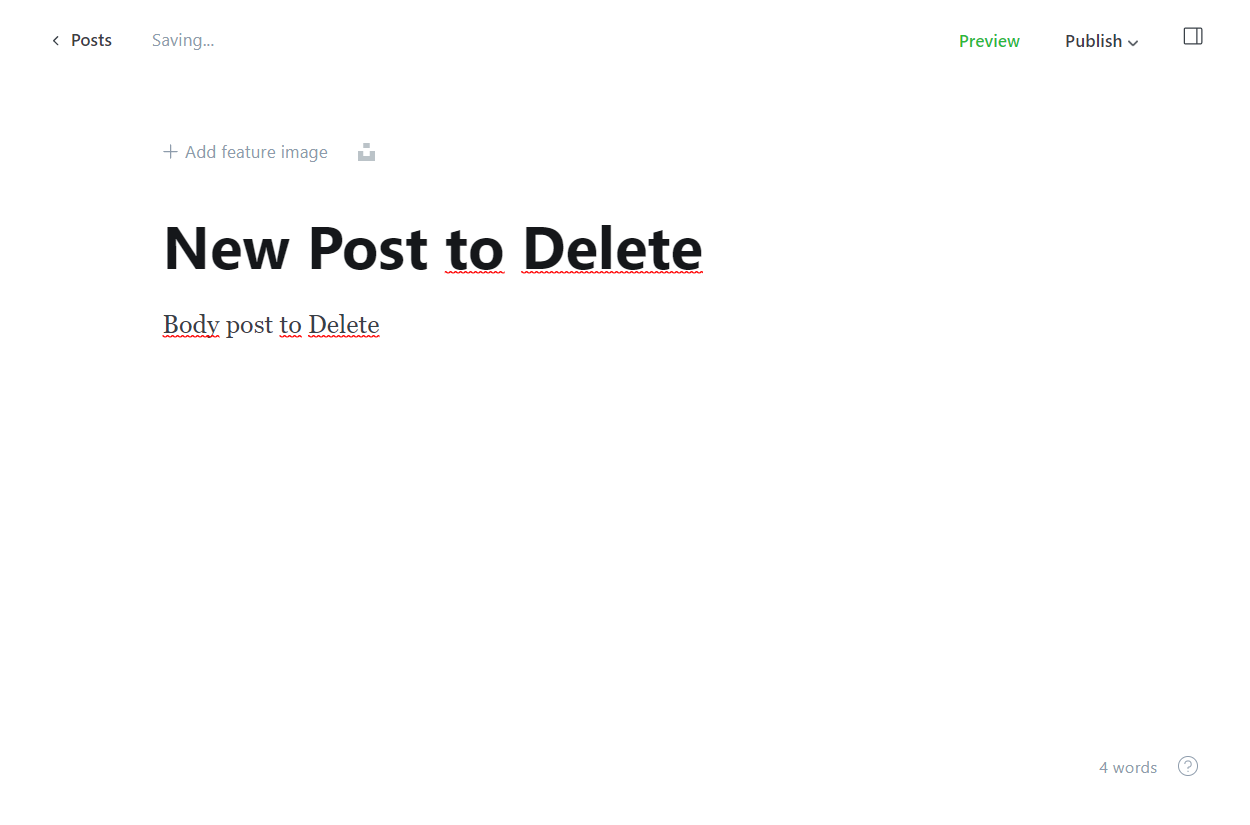 Posts
Saving...
Preview
Publish
Add feature image
New Post to Delete
Body post to Delete
4 words
?